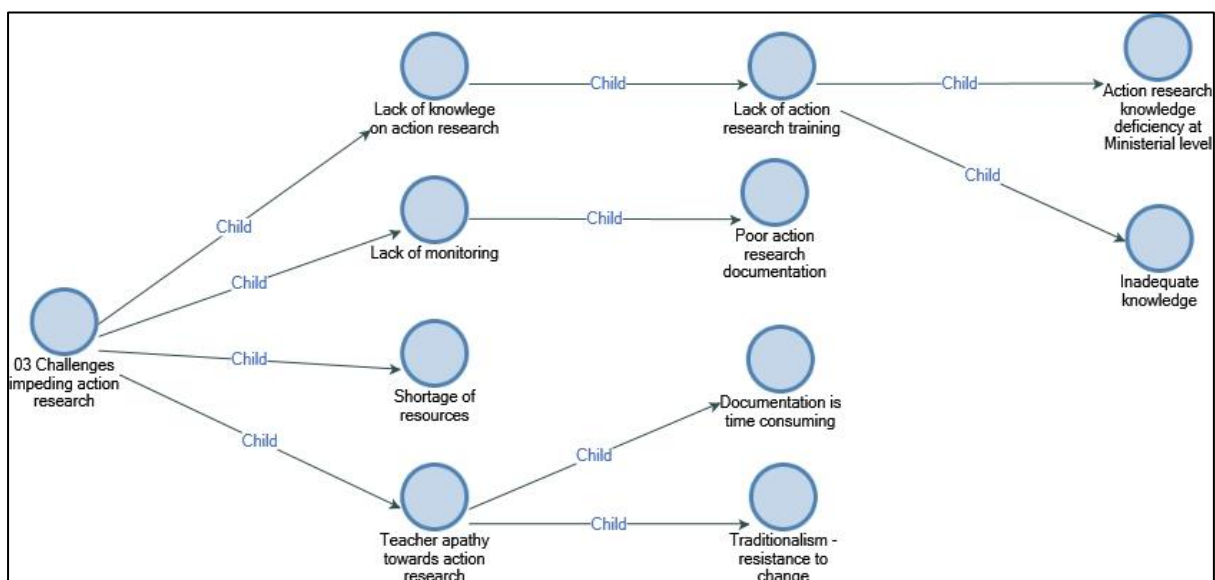 Child
Child
Lack of knowlege
on action research
Lack of action
research training
Action research
knowledge
deficiency at
Ministerial level
Child
Child
Child
Lack of monitoring
Poor action
research
documentation
Child
Inadequate
knowledge
03 Challenges
impeding action
research
Child
Shortage of
resources
Documentation is
time consuming
Child
Child
Child
Teacher apathy
towards action
research
Traditionalism -
resistance to
change